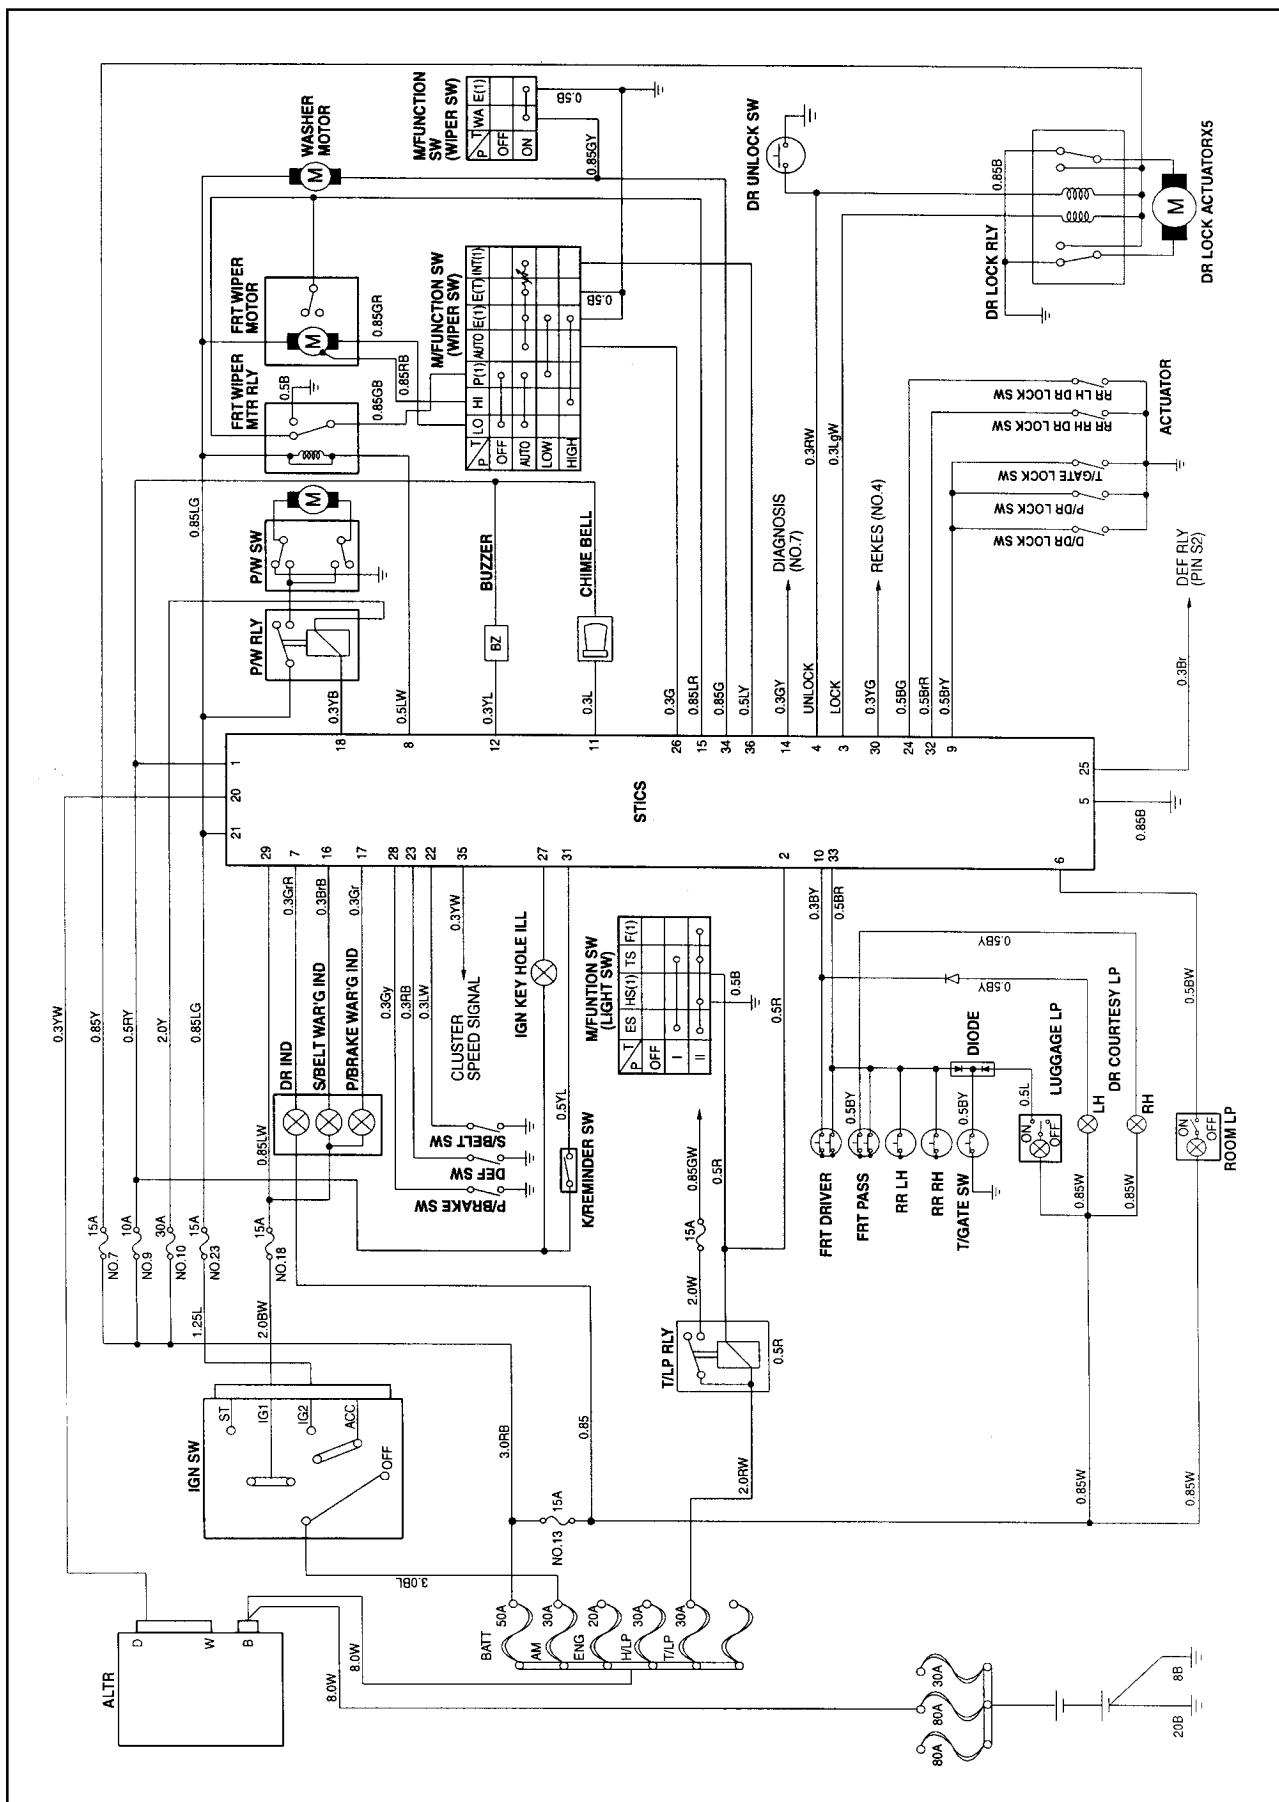 ALTR
D
W
B
8.0W
8.0W
0.3YW
IGN SW
ST
IG1
IG2
ACC
OFF
3.0BL
1.25L
2.0BW
15A
NO.7
10A
NO.9
30A
NO.10
15A
NO.23
15A
NO.18
0.85Y
0.5RY
2.0Y
0.85LG
0.85LW
BATT
50A
AM
30A
ENG
20A
H/LP
30A
T/LP
30A
NO.13
15A
3.0RB
0.85
2.0RW
80A
80A
30A
20B
8B
DR IND
S/BELT WAR'G IND
P/BRAKE WAR'G IND
0.3GrR
0.3BrB
0.3Gr
0.3Gy
0.3RB
0.3LW
P/BRAKE SW
DEF SW
S/BELT SW
0.3YW
CLUSTER
SPEED SIGNAL
IGN KEY HOLE ILL
K/REMINDER SW
0.5YL
M/FUNTION SW
(LIGHT SW)
P
T
ES
HS(1)
TS
F(1)
OFF
I
II
0.5B
0.5R
0.85GW
15A
2.0W
0.5R
T/LP RLY
0.5R
0.3BY
0.5BR
FRT DRIVER
FRT PASS
RR LH
RR RH
T/GATE SW
0.5BY
0.5BY
0.5BY
0.5BY
DIODE
0.5L
LUGGAGE LP
ON
OFF
DR COURTESY LP
LH
RH
0.85W
0.85W
0.85W
0.85W
ROOM LP
ON
OFF
0.5BW
STICS
21
20
1
29
7
16
17
28
23
22
35
27
31
2
10
33
6
18
8
12
11
26
15
34
36
14
4
3
30
24
32
9
5
25
0.85B
0.3Br
DEF RLY
(PIN S2)
0.3YB
0.5LW
0.3YL
0.3L
0.3G
0.85LR
0.85G
0.5LY
0.3GY
UNLOCK
LOCK
0.3YG
0.5BG
0.5BrR
0.5BrY
P/W RLY
P/W SW
M
0.85LG
BUZZER
BZ
CHIME BELL
FRT WIPER
MTR RLY
0.5B
0.85GB
0.85RB
0.85GR
FRT WIPER
MOTOR
M
WASHER
MOTOR
M
M/FUNCTION SW
(WIPER SW)
P
T
LO
HI
P(1)
AUTO
E(1)
E(T)
INT(1)
OFF
AUTO
LOW
HIGH
0.5B
M/FUNCTION
SW
(WIPER SW)
P
T
WA
E(1)
OFF
ON
0.5B
0.85GY
DIAGNOSIS
(NO.7)
REKES (NO.4)
0.3RW
0.3LgW
DR UNLOCK SW
DR LOCK RLY
0.85B
M
DR LOCK ACTUATORX5
D/DR LOCK SW
P/DR LOCK SW
T/GATE LOCK SW
RR RH DR LOCK SW
RR LH DR LOCK SW
ACTUATOR